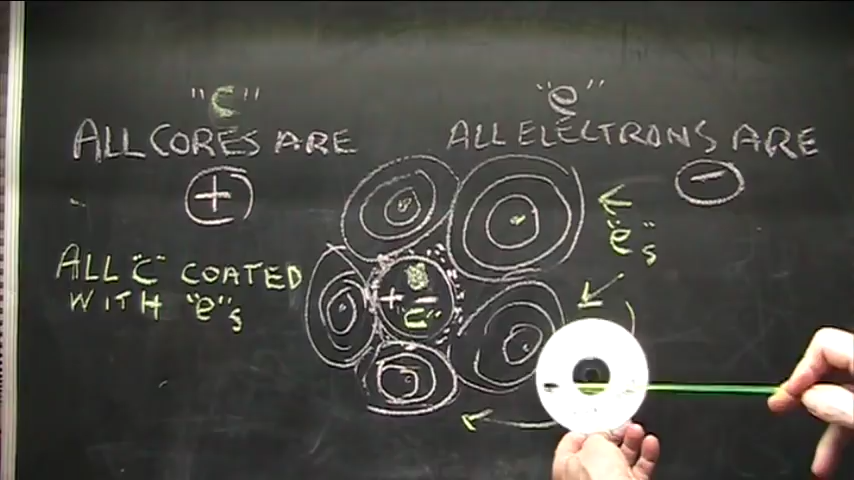 "C"
ALL CORES ARE
+
ALL "C" COATED
WITH "e"s
"e"
ALL ELECTRONS ARE
-
"e"s
+ -
"C"